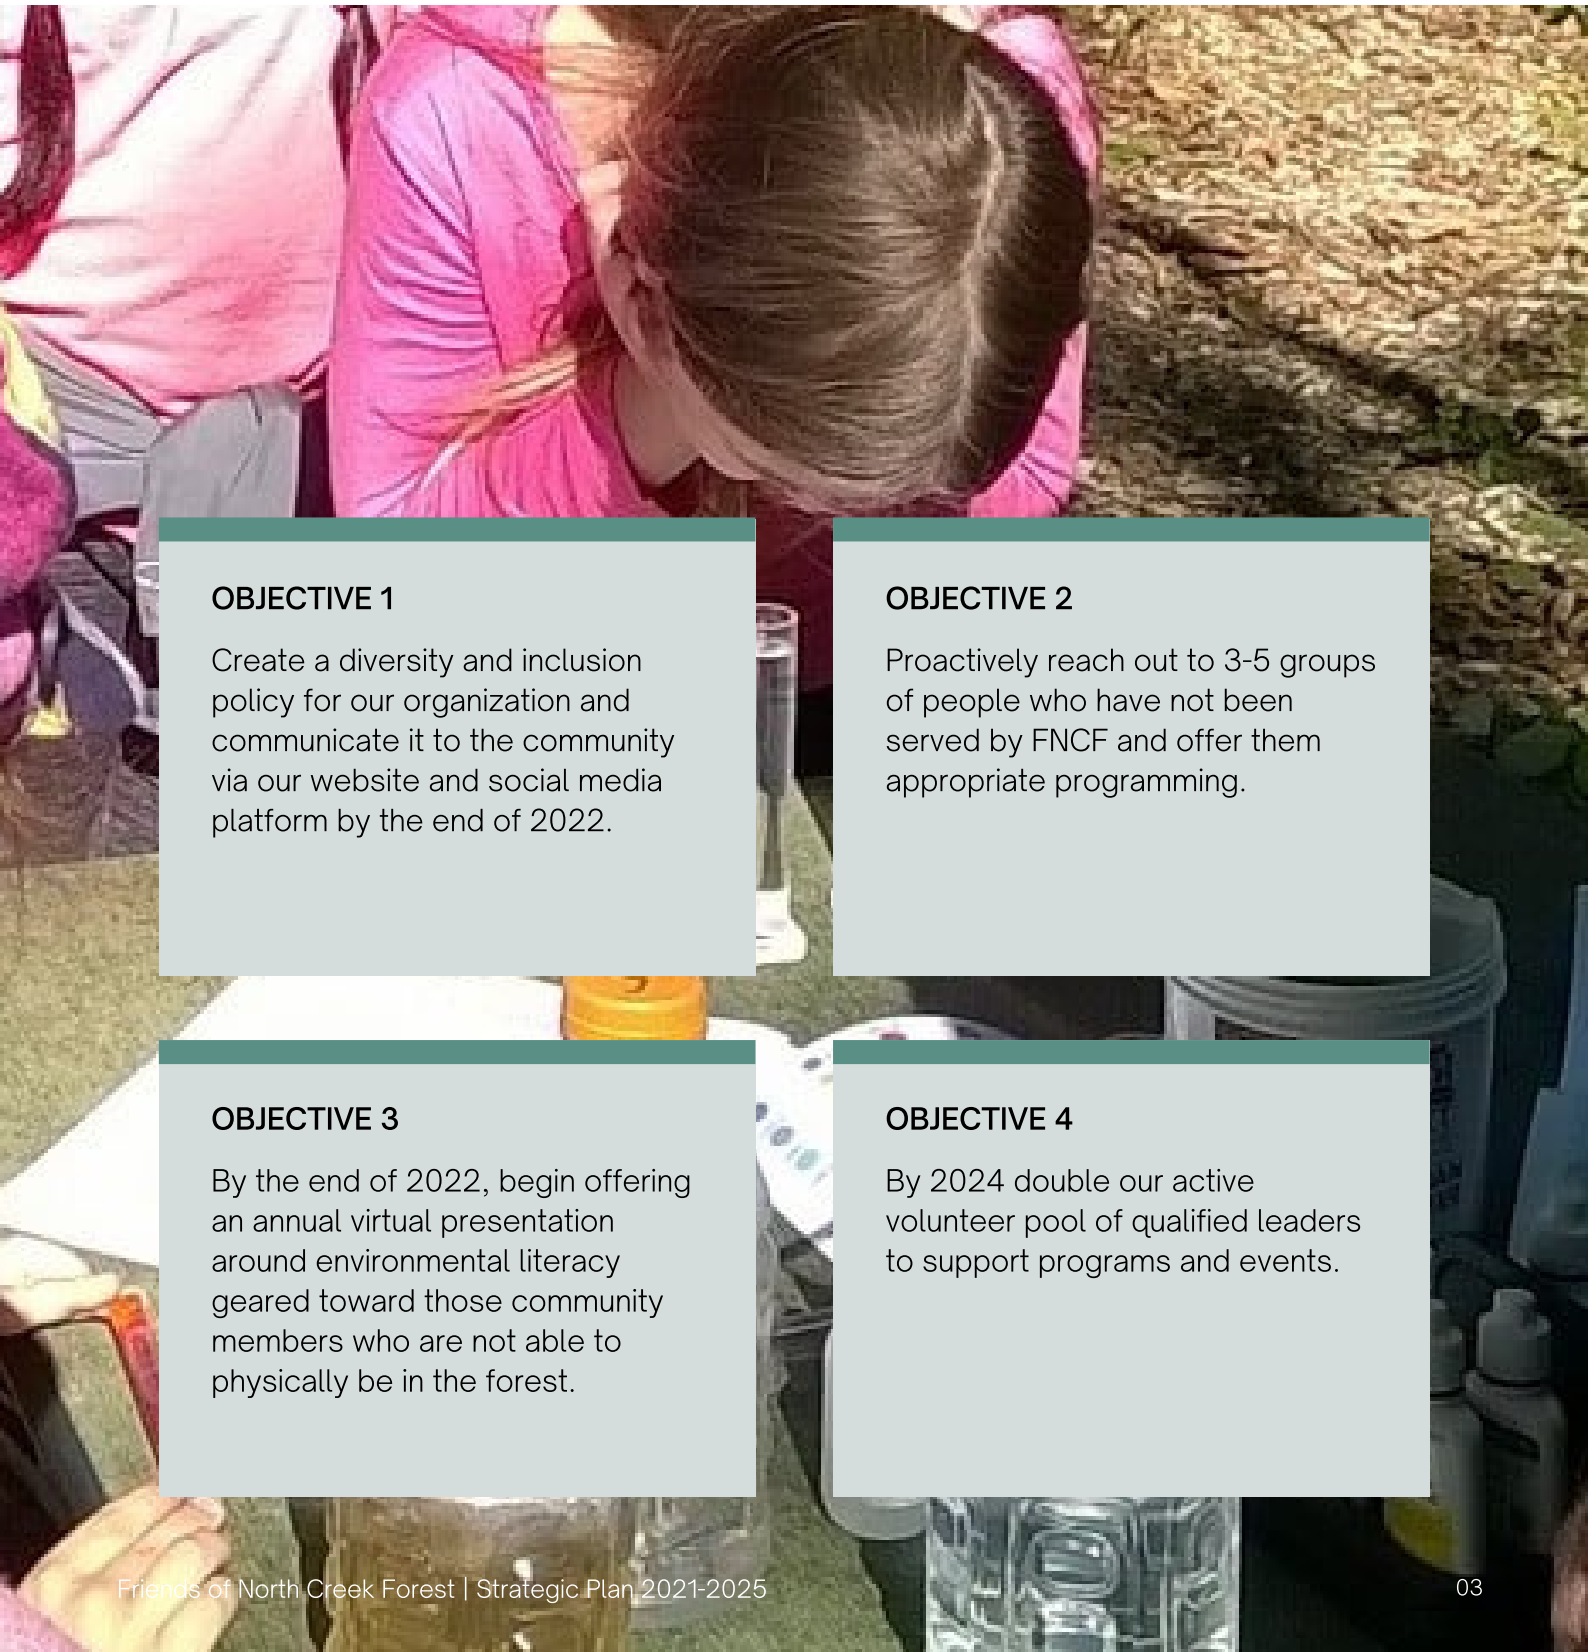 OBJECTIVE 1
Create a diversity and inclusion
policy for our organization and
communicate it to the community
via our website and social media
platform by the end of 2022.
OBJECTIVE 2
Proactively reach out to 3-5 groups
of people who have not been
served by FNCF and offer them
appropriate programming.
OBJECTIVE 3
By the end of 2022, begin offering
an annual virtual presentation
around environmental literacy
geared toward those community
members who are not able to
physically be in the forest.
OBJECTIVE 4
By 2024 double our active
volunteer pool of qualified leaders
to support programs and events.
Friends of North Creek Forest | Strategic Plan 2021-2025
03